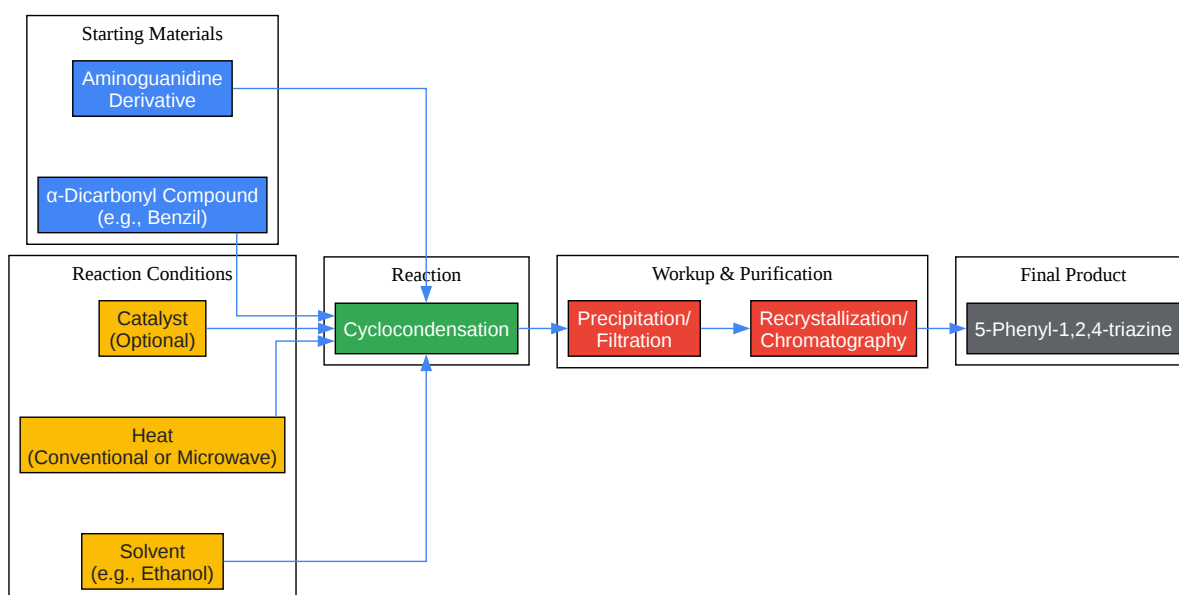 Starting Materials
Aminoguanidine
Derivative
α-Dicarbonyl Compound
(e.g., Benzil)
Reaction Conditions
Catalyst
(Optional)
Heat
(Conventional or Microwave)
Solvent
(e.g., Ethanol)
Reaction
Cyclocondensation
Workup & Purification
Precipitation/
Filtration
Recrystallization/
Chromatography
Final Product
5-Phenyl-1,2,4-triazine